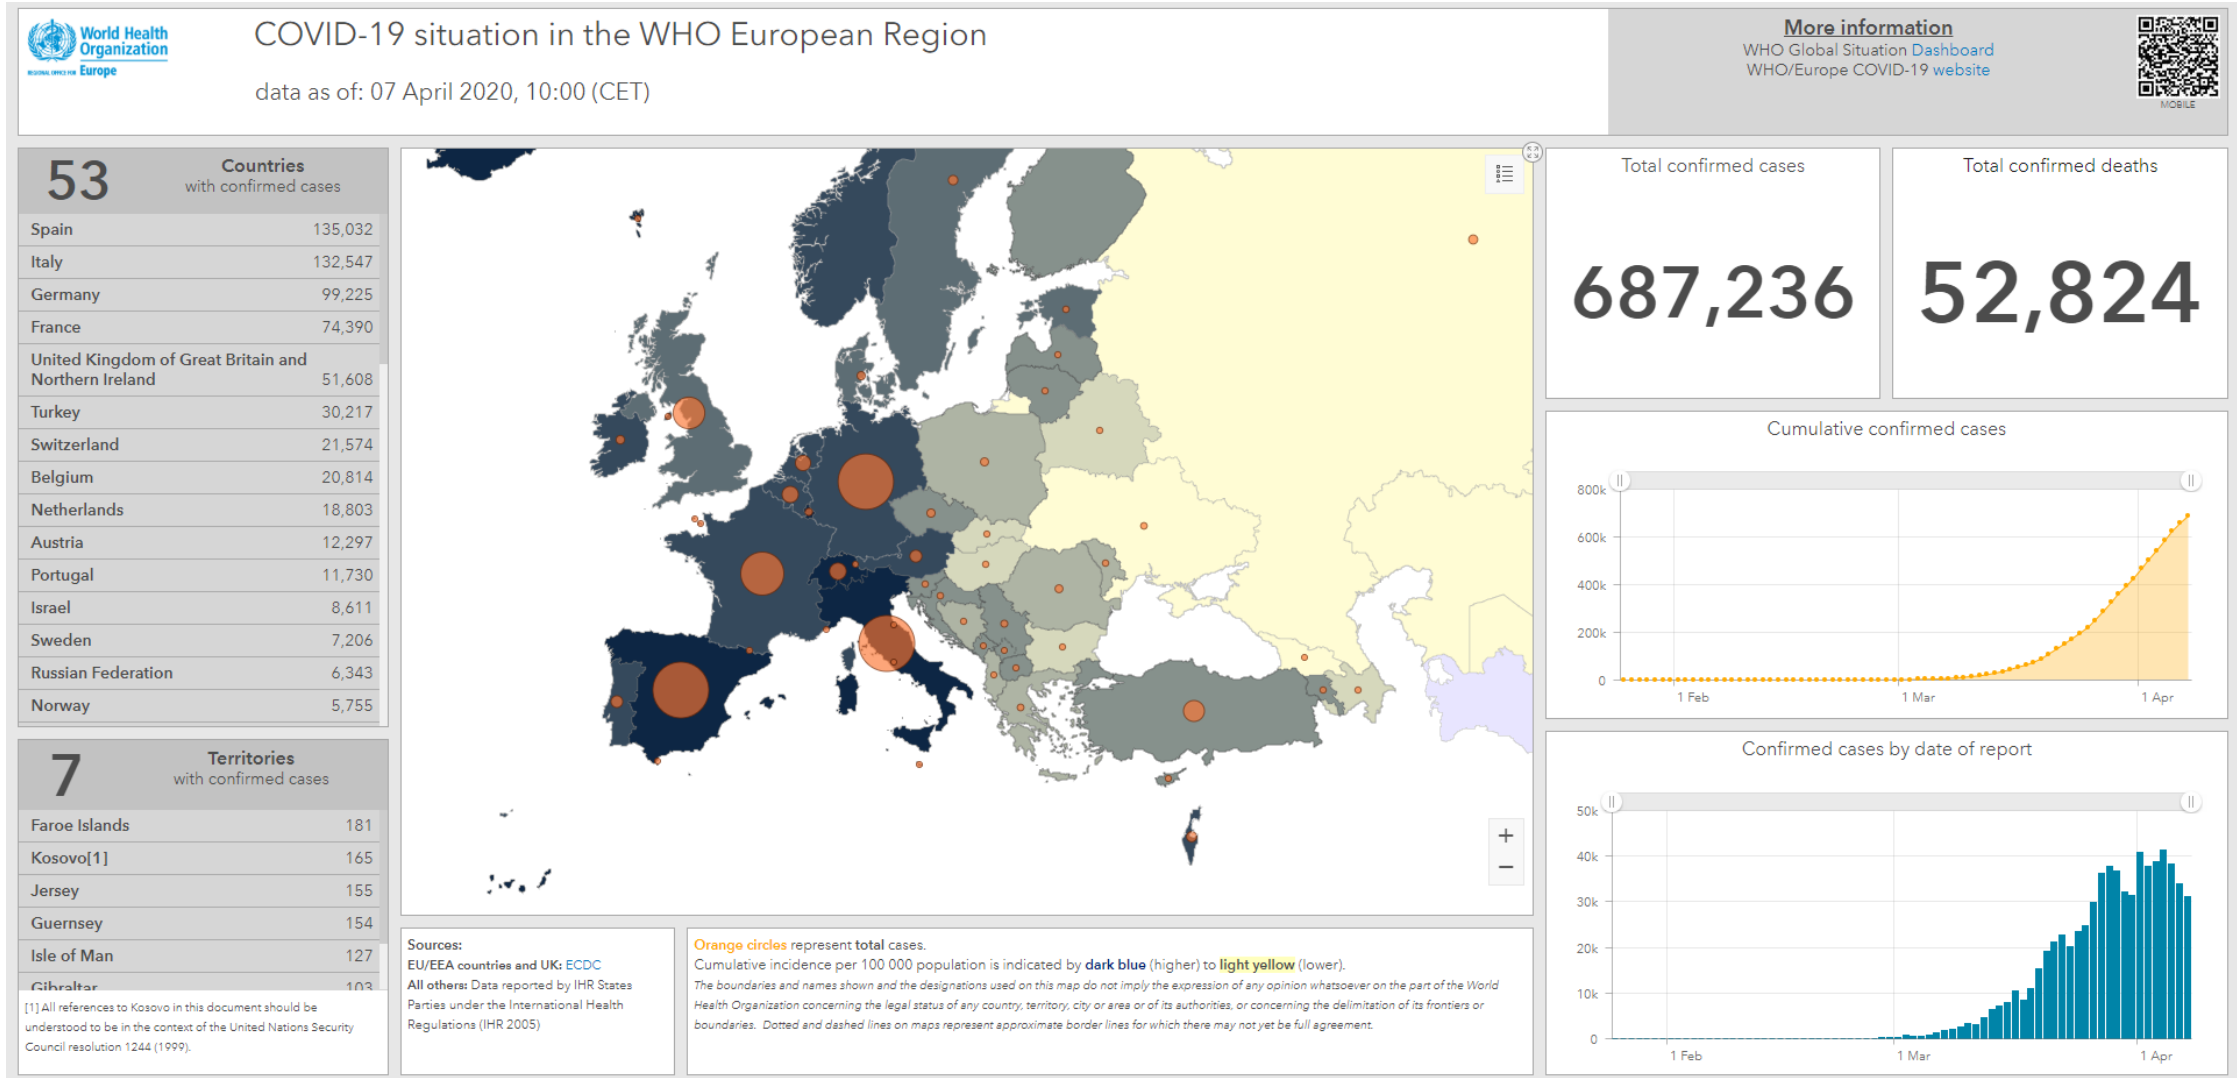 World Health
Organization
REGIONAL OFFICE FOR Europe
COVID-19 situation in the WHO European Region
data as of: 07 April 2020, 10:00 (CET)
More information
WHO Global Situation Dashboard
WHO/Europe COVID-19 website
MOBILE
53
Countries
with confirmed cases
Spain 135,032
Italy 132,547
Germany 99,225
France 74,390
United Kingdom of Great Britain and
Northern Ireland 51,608
Turkey 30,217
Switzerland 21,574
Belgium 20,814
Netherlands 18,803
Austria 12,297
Portugal 11,730
Israel 8,611
Sweden 7,206
Russian Federation 6,343
Norway 5,755
7
Territories
with confirmed cases
Faroe Islands 181
Kosovo[1] 165
Jersey 155
Guernsey 154
Isle of Man 127
Gibraltar 103
[1] All references to Kosovo in this document should be
understood to be in the context of the United Nations Security
Council resolution 1244 (1999).
Sources:
EU/EEA countries and UK: ECDC
All others: Data reported by IHR States
Parties under the International Health
Regulations (IHR 2005)
Orange circles represent total cases.
Cumulative incidence per 100 000 population is indicated by dark blue (higher) to light yellow (lower).
The boundaries and names shown and the designations used on this map do not imply the expression of any opinion whatsoever on the part of the World
Health Organization concerning the legal status of any country, territory, city or area or of its authorities, or concerning the delimitation of its frontiers or
boundaries. Dotted and dashed lines on maps represent approximate border lines for which there may not yet be full agreement.
Total confirmed cases
687,236
Total confirmed deaths
52,824
Cumulative confirmed cases
800k
600k
400k
200k
0
1 Feb 1 Mar 1 Apr
Confirmed cases by date of report
50k
40k
30k
20k
10k
0
1 Feb 1 Mar 1 Apr